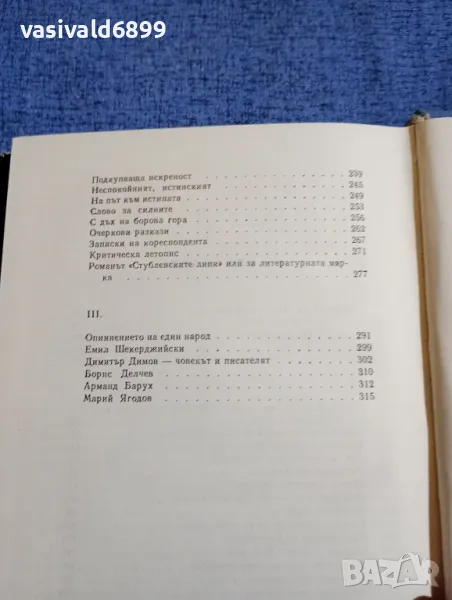 vasivald6899
Подкупваща искреност . . . . . . . . . . . 239
Неспокойният, истинският . . . . . . . . . . 245
На път към истината . . . . . . . . . . . 249
Слово за силните . . . . . . . . . . . . 253
С дъх на борова гора . . . . . . . . . . . 256
Очеркови разкази . . . . . . . . . . . . 262
Записки на кореспондента . . . . . . . . . . 267
Критическа летопис . . . . . . . . . . . 271
Романът «Стубленските липи» или за литературната мяр-
ка . . . . . . . . . . . . . . . . 277
III.
Опиянението на един народ . . . . . . . . . . 291
Емил Шекерджийски . . . . . . . . . . . 299
Димитър Димов — човекът и писателят . . . . . . . 302
Борис Делчев . . . . . . . . . . . . . 310
Арманд Барух . . . . . . . . . . . . . 312
Марий Ягодов . . . . . . . . . . . . . 315
BAZAR